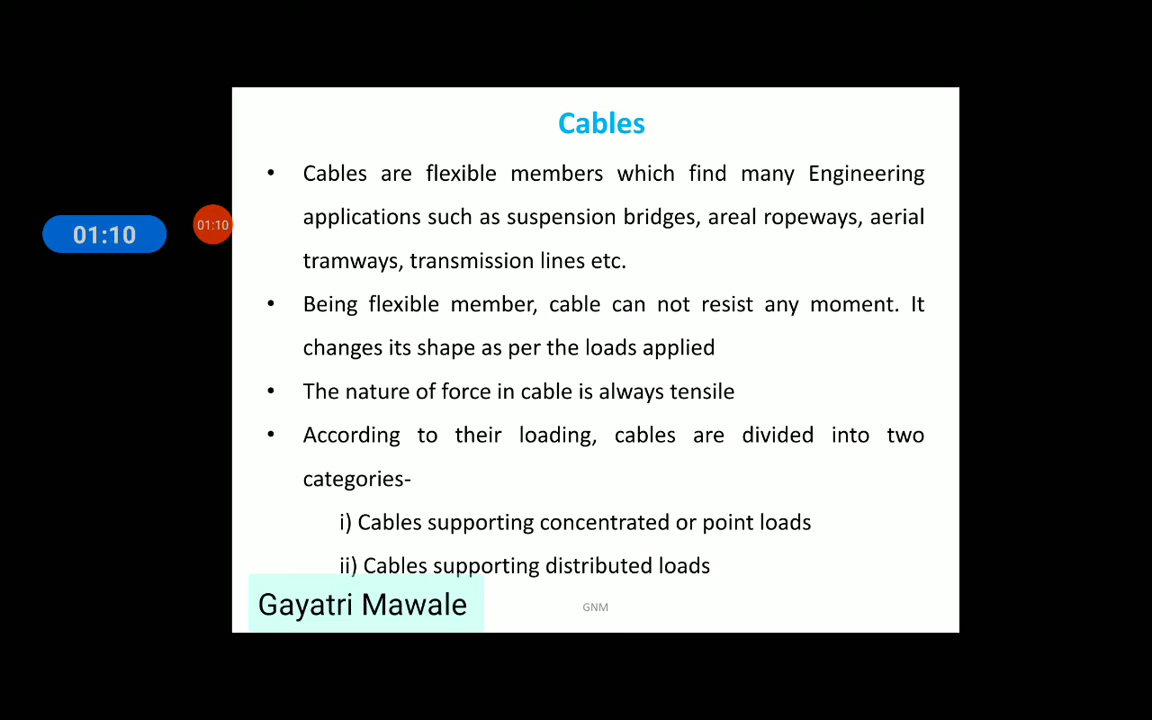 Cables
• Cables are flexible members which find many Engineering
applications such as suspension bridges, areal ropeways, aerial
01:10
01:10
tramways, transmission lines etc.
• Being flexible member, cable can not resist any moment. It
changes its shape as per the loads applied
• The nature of force in cable is always tensile
• According to their loading, cables are divided into two
categories-
i) Cables supporting concentrated or point loads
ii) Cables supporting distributed loads
Gayatri Mawale
GNM